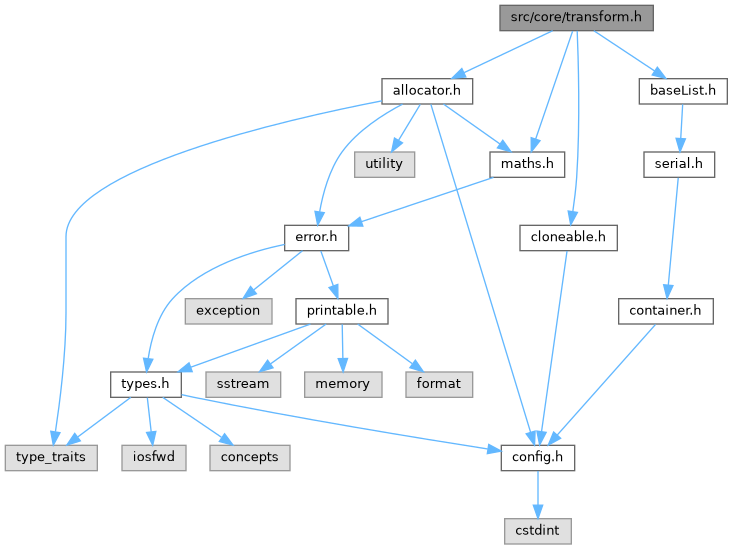 src/core/transform.h
allocator.h
baseList.h
utility
maths.h
serial.h
error.h
cloneable.h
exception
printable.h
container.h
types.h
sstream
memory
format
type_traits
iosfwd
concepts
config.h
cstdint